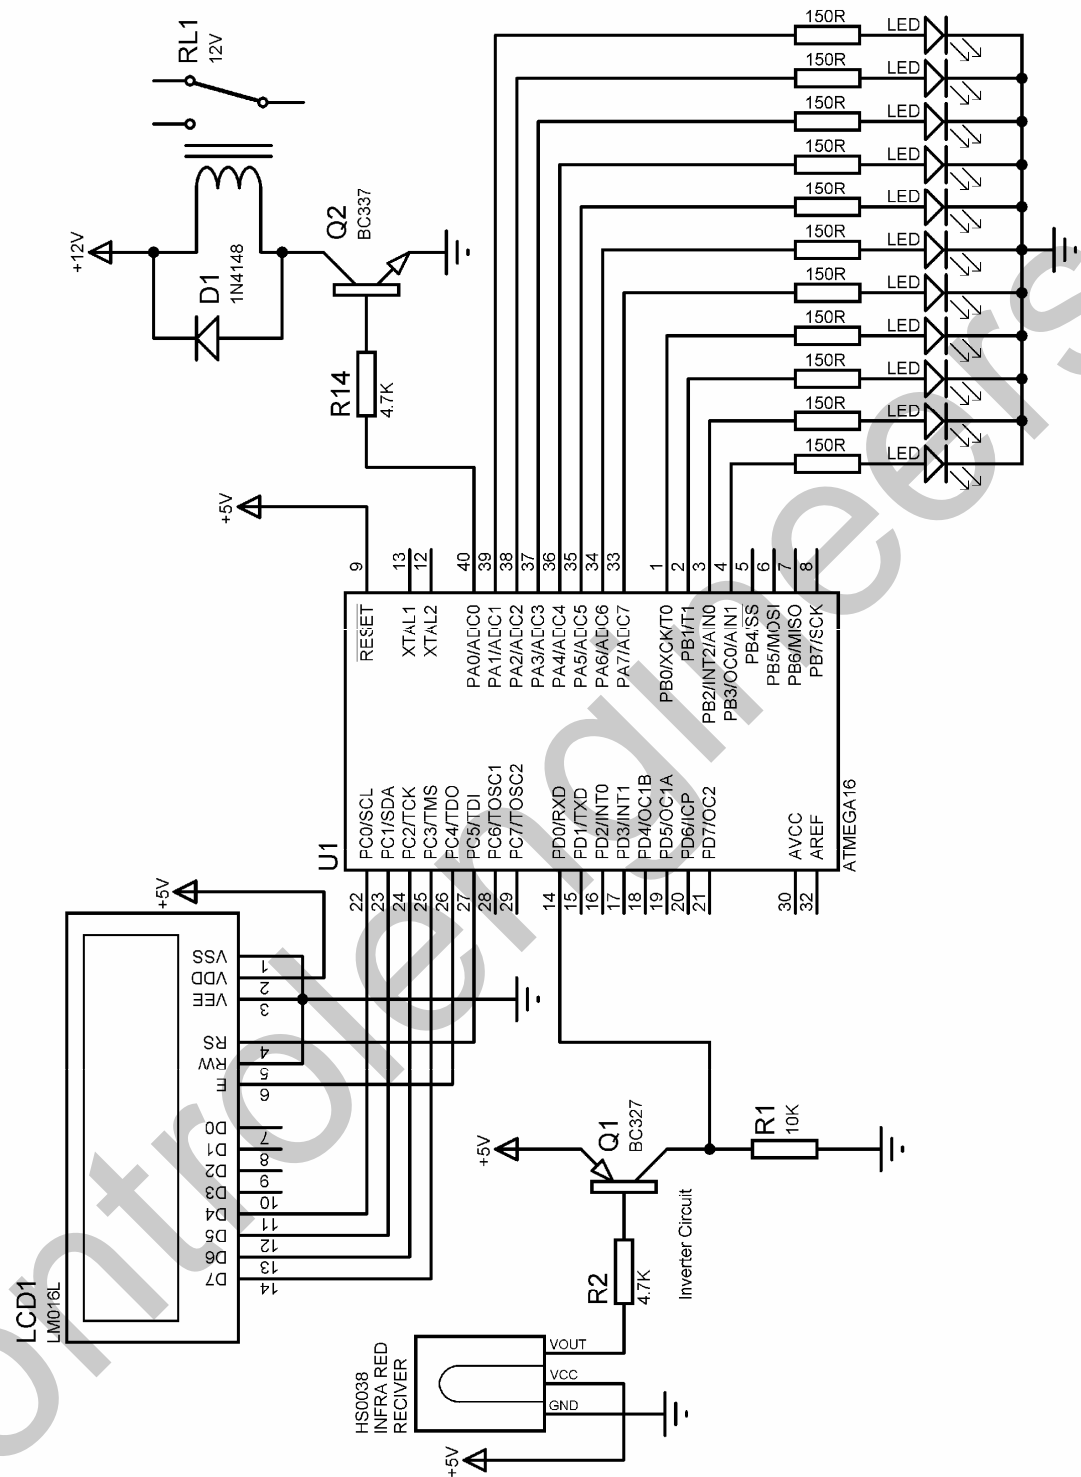 RL1
12V
+12V
D1
1N4148
Q2
BC337
R14
4.7K
+5V
150R
LED
150R
LED
150R
LED
150R
LED
150R
LED
150R
LED
150R
LED
150R
LED
150R
LED
150R
LED
150R
LED
U1
ATMEGA16
9
RESET
13
XTAL1
12
XTAL2
40
PA0/ADC0
39
PA1/ADC1
38
PA2/ADC2
37
PA3/ADC3
36
PA4/ADC4
35
PA5/ADC5
34
PA6/ADC6
33
PA7/ADC7
1
PB0/XCK/T0
2
PB1/T1
3
PB2/INT2/AIN0
4
PB3/OC0/AIN1
5
PB4/SS
6
PB5/MOSI
7
PB6/MISO
8
PB7/SCK
22
PC0/SCL
23
PC1/SDA
24
PC2/TCK
25
PC3/TMS
26
PC4/TDO
27
PC5/TDI
28
PC6/TOSC1
29
PC7/TOSC2
14
PD0/RXD
15
PD1/TXD
16
PD2/INT0
17
PD3/INT1
18
PD4/OC1B
19
PD5/OC1A
20
PD6/ICP
21
PD7/OC2
30
AVCC
32
AREF
+5V
LCD1
LM016L
VSS
1
VDD
2
VEE
3
RS
4
RW
5
E
6
D0
7
D1
8
D2
9
D3
10
D4
11
D5
12
D6
13
D7
14
+5V
Q1
BC327
R1
10K
R2
4.7K
Inverter Circuit
HS0038
INFRA RED
RECIVER
VOUT
VCC
GND
+5V
ontrolengineers